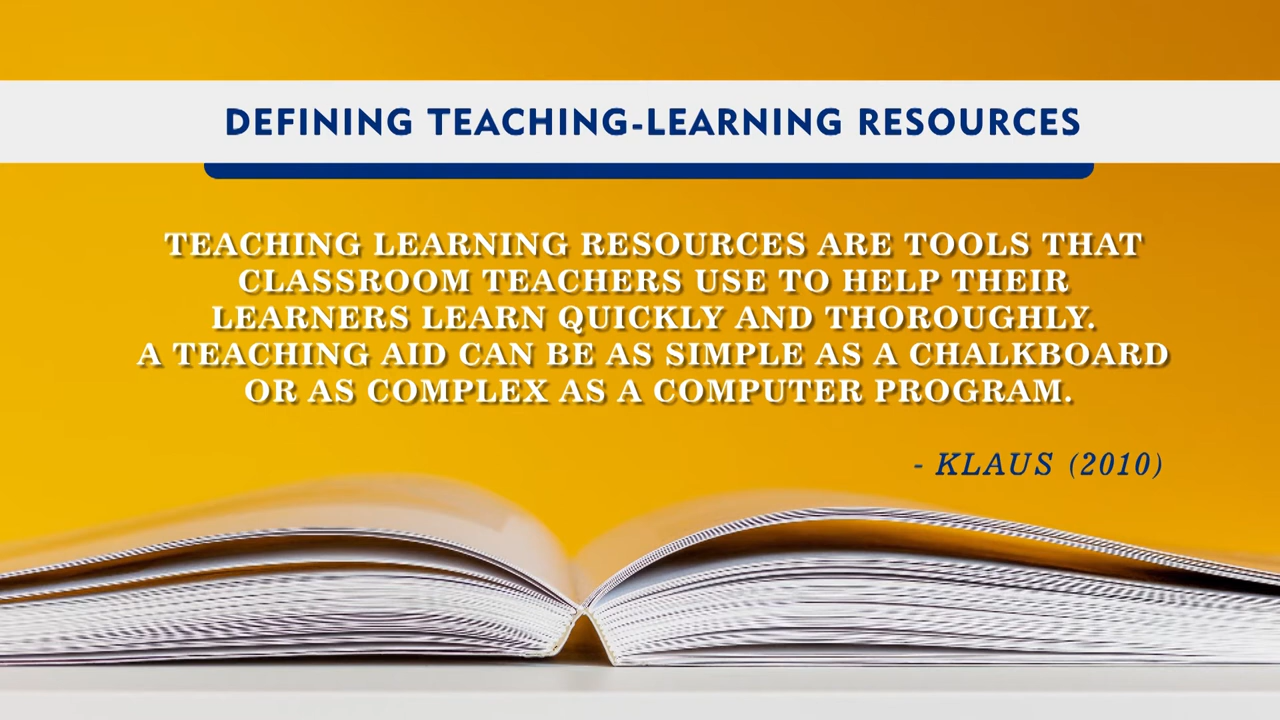 DEFINING TEACHING-LEARNING RESOURCES
TEACHING LEARNING RESOURCES ARE TOOLS THAT
CLASSROOM TEACHERS USE TO HELP THEIR
LEARNERS LEARN QUICKLY AND THOROUGHLY.
A TEACHING AID CAN BE AS SIMPLE AS A CHALKBOARD
OR AS COMPLEX AS A COMPUTER PROGRAM.
- KLAUS (2010)